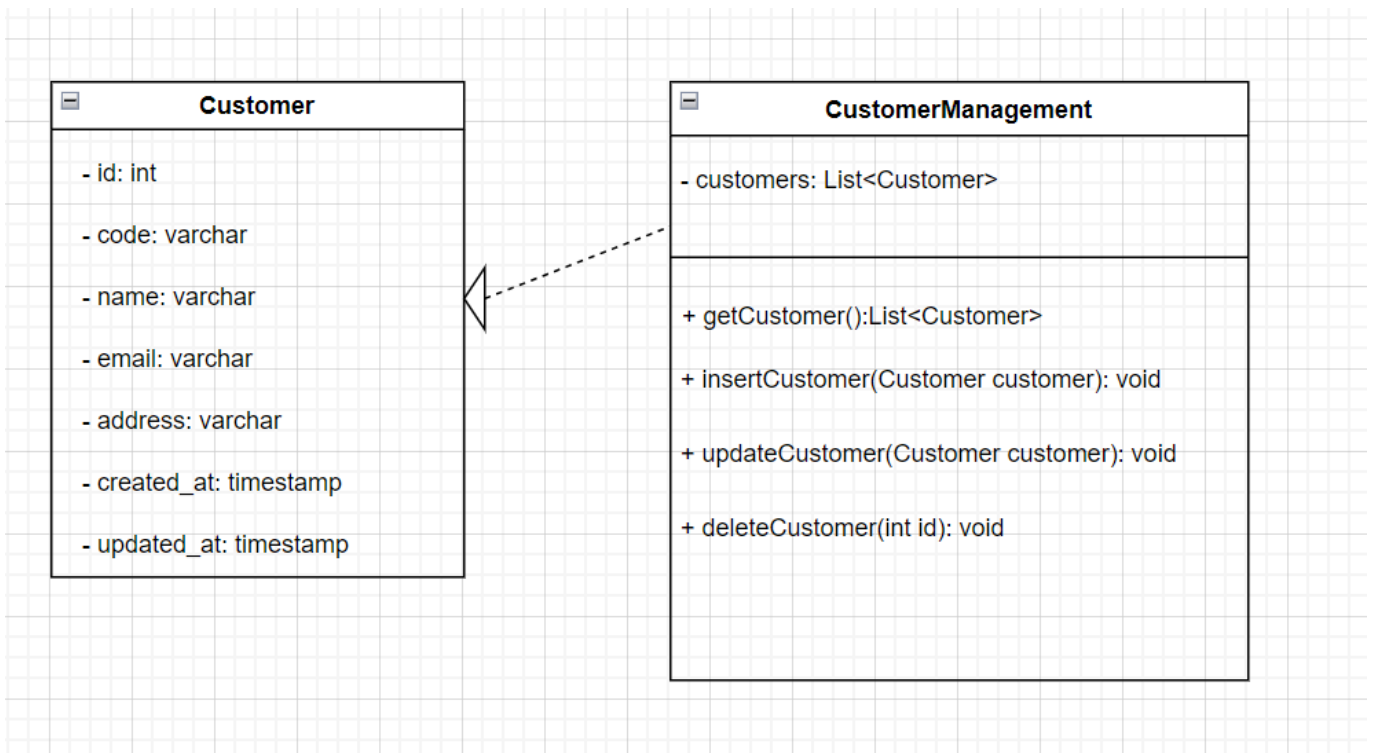 Customer
- id: int
- code: varchar
- name: varchar
- email: varchar
- address: varchar
- created_at: timestamp
- updated_at: timestamp
CustomerManagement
- customers: List<Customer>
+ getCustomer():List<Customer>
+ insertCustomer(Customer customer): void
+ updateCustomer(Customer customer): void
+ deleteCustomer(int id): void